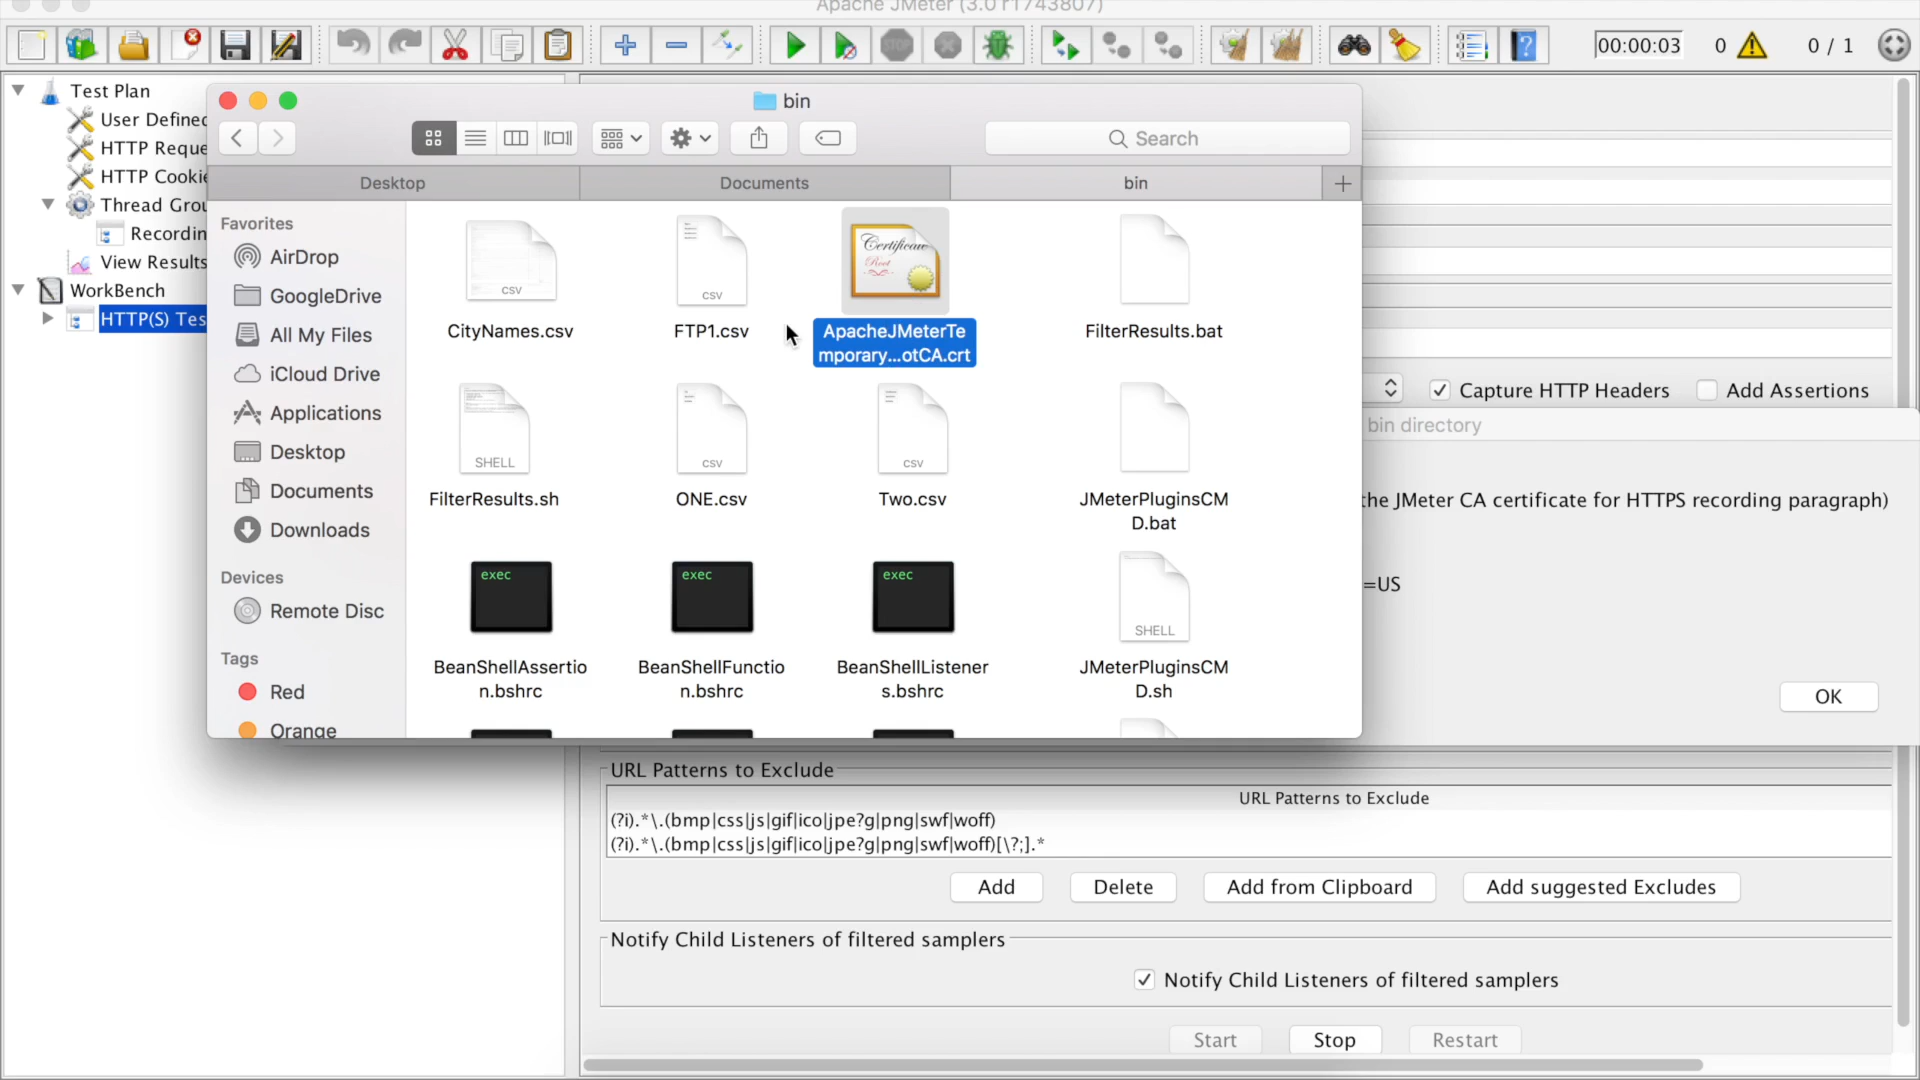 Apache JMeter (3.0 r1743807)
STOP
00:00:03
0
0 / 1
Test Plan
User Defined
HTTP Reque
HTTP Cookie
Thread Grou
Recordin
View Results
WorkBench
HTTP(S) Tes
bin
Search
Desktop
Documents
bin
+
Favorites
AirDrop
GoogleDrive
All My Files
iCloud Drive
Applications
Desktop
Documents
Downloads
Devices
Remote Disc
Tags
Red
Orange
csv
CityNames.csv
csv
FTP1.csv
Certificate
Root
ApacheJMeterTe
mporary...otCA.crt
FilterResults.bat
SHELL
FilterResults.sh
csv
ONE.csv
csv
Two.csv
JMeterPluginsCM
D.bat
exec
BeanShellAssertio
n.bshrc
exec
BeanShellFunctio
n.bshrc
exec
BeanShellListener
s.bshrc
SHELL
JMeterPluginsCM
D.sh
Capture HTTP Headers
Add Assertions
bin directory
the JMeter CA certificate for HTTPS recording paragraph)
=US
OK
URL Patterns to Exclude
URL Patterns to Exclude
(?i).*\.(bmp|css|js|gif|ico|jpe?g|png|swf|woff)
(?i).*\.(bmp|css|js|gif|ico|jpe?g|png|swf|woff)[\?;].*
Add
Delete
Add from Clipboard
Add suggested Excludes
Notify Child Listeners of filtered samplers
Notify Child Listeners of filtered samplers
Start
Stop
Restart